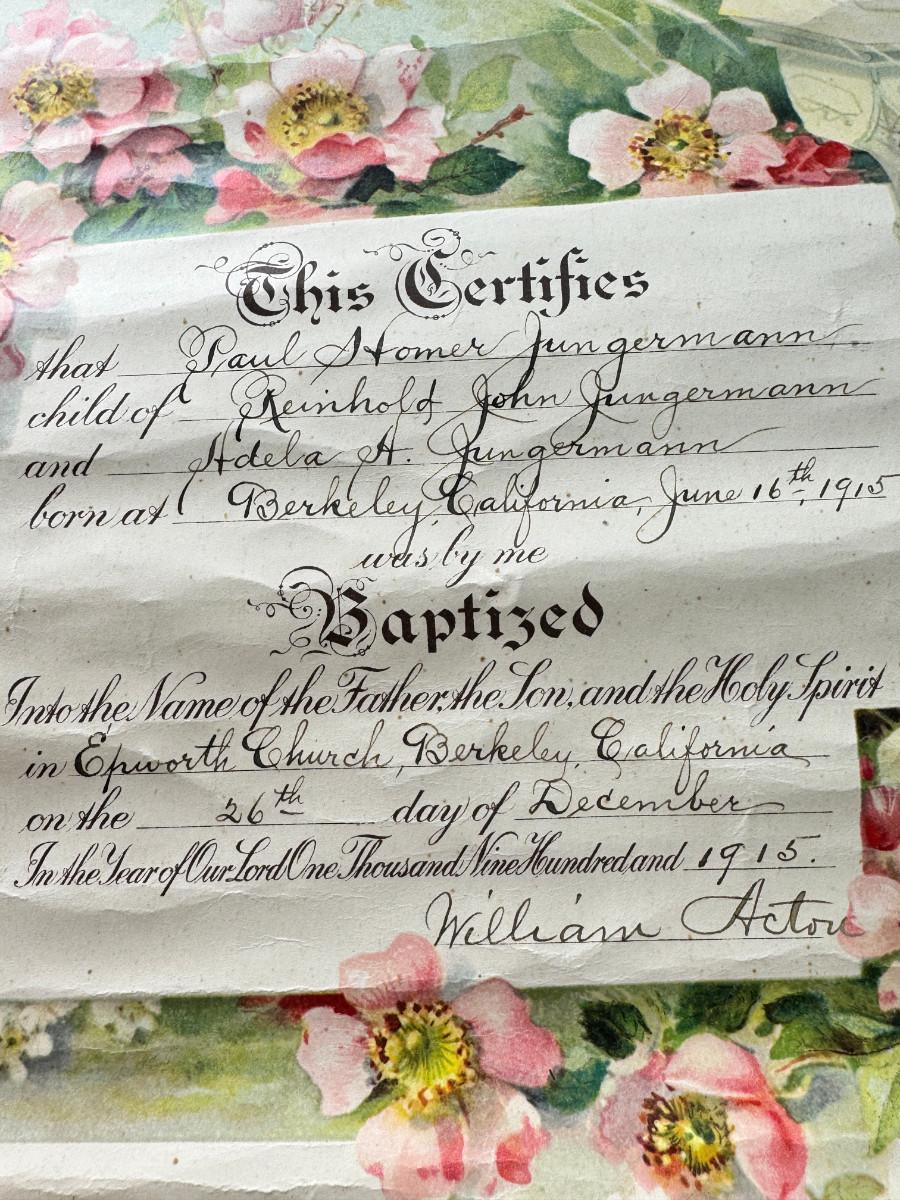 This Certifies
that Paul Homer Jungermann
child of Reinhold John Jungermann
and Adela A. Jungermann
born at Berkeley, California, June 16th, 1915
was by me
Baptized
Into the Name of the Father, the Son, and the Holy Spirit
in Epworth Church, Berkeley, California
on the 26th day of December
In the Year of Our Lord One Thousand Nine Hundred and 1915.
William Acton